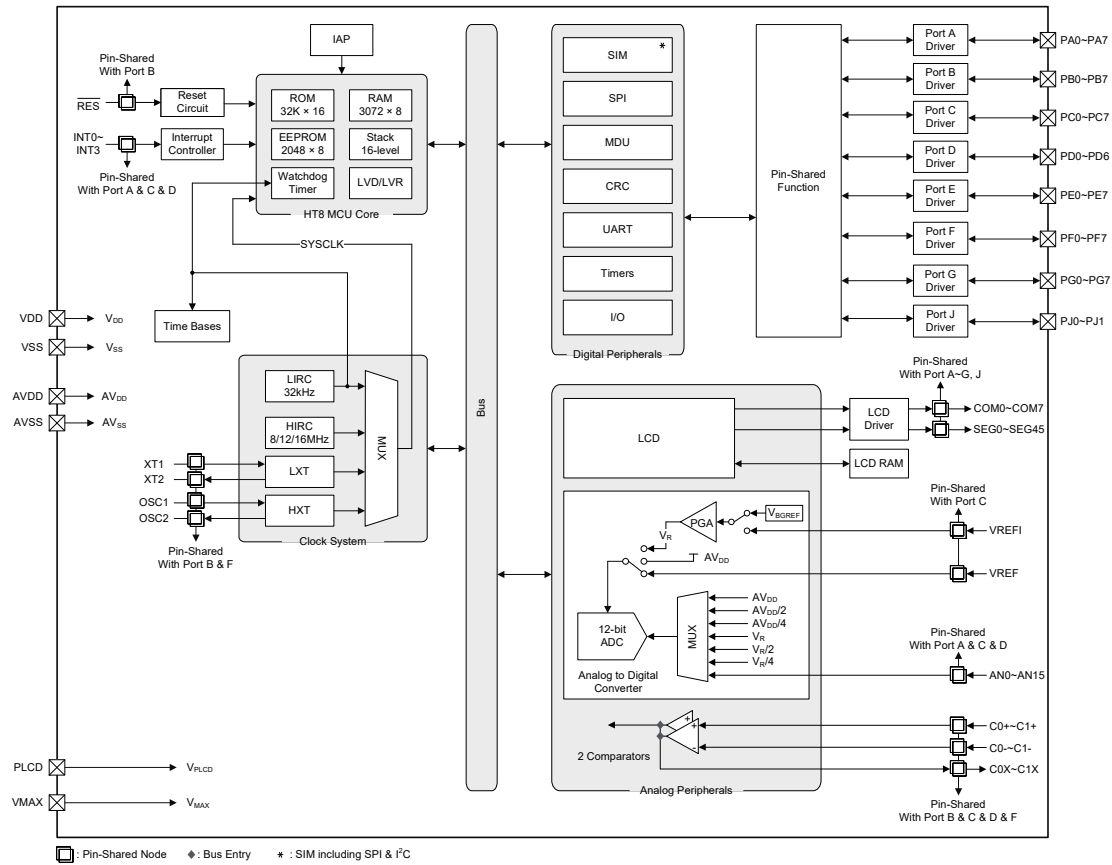 IAP
Pin-Shared
With Port B
RES
Reset
Circuit
INT0~
INT3
Interrupt
Controller
Pin-Shared
With Port A & C & D
ROM
32K × 16
RAM
3072 × 8
EEPROM
2048 × 8
Stack
16-level
Watchdog
Timer
LVD/LVR
HT8 MCU Core
SYSCLK
Time Bases
VDD
VDD
VSS
VSS
AVDD
AVDD
AVSS
AVSS
LIRC
32kHz
HIRC
8/12/16MHz
LXT
HXT
MUX
Clock System
XT1
XT2
OSC1
OSC2
Pin-Shared
With Port B & F
PLCD
VPLCD
VMAX
VMAX
Bus
SIM *
SPI
MDU
CRC
UART
Timers
I/O
Digital Peripherals
Pin-Shared
Function
Port A
Driver
PA0~PA7
Port B
Driver
PB0~PB7
Port C
Driver
PC0~PC7
Port D
Driver
PD0~PD6
Port E
Driver
PE0~PE7
Port F
Driver
PF0~PF7
Port G
Driver
PG0~PG7
Port J
Driver
PJ0~PJ1
LCD
LCD
Driver
LCD RAM
Pin-Shared
With Port A~G, J
COM0~COM7
SEG0~SEG45
PGA
VBGREF
VR
AVDD
Pin-Shared
With Port C
VREFI
VREF
12-bit
ADC
MUX
AVDD
AVDD/2
AVDD/4
VR
VR/2
VR/4
Analog to Digital
Converter
Pin-Shared
With Port A & C & D
AN0~AN15
+
+
-
2 Comparators
C0+~C1+
C0-~C1-
C0X~C1X
Analog Peripherals
Pin-Shared
With Port B & C & D & F
: Pin-Shared Node
: Bus Entry
* : SIM including SPI & I²C